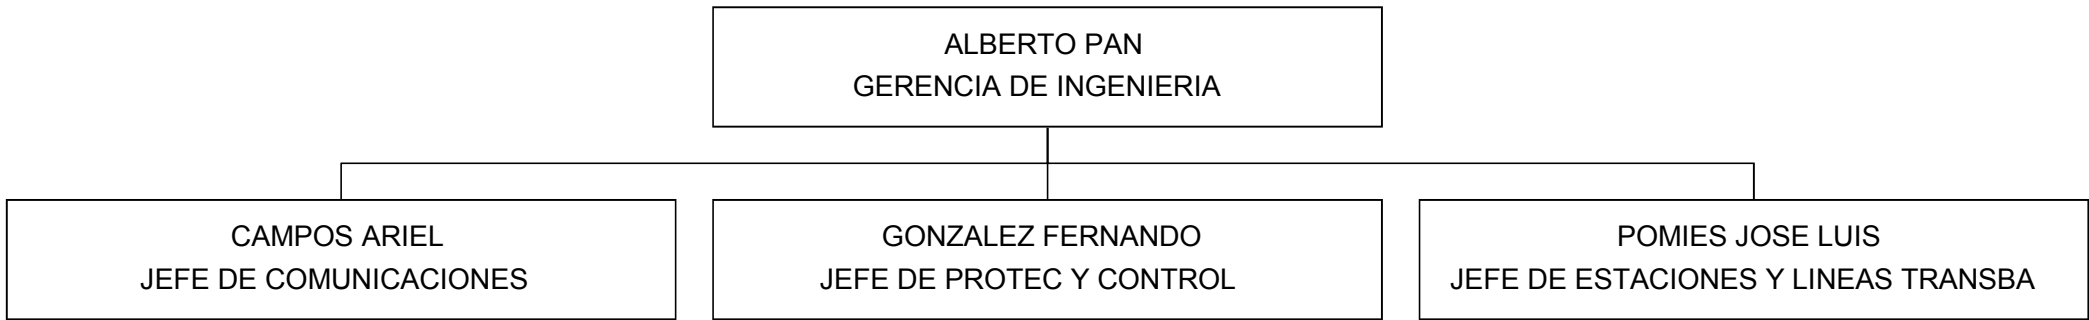 ALBERTO PAN
GERENCIA DE INGENIERIA
CAMPOS ARIEL
JEFE DE COMUNICACIONES
GONZALEZ FERNANDO
JEFE DE PROTEC Y CONTROL
POMIES JOSE LUIS
JEFE DE ESTACIONES Y LINEAS TRANSBA